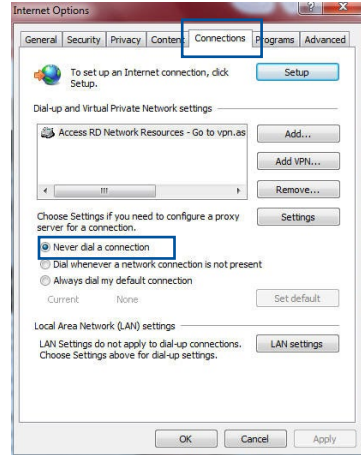 Internet Options
General Security Privacy Content Connections Programs Advanced
To set up an Internet connection, click
Setup.
Setup
Dial-up and Virtual Private Network settings
Access RD Network Resources - Go to vpn.as
Add...
Add VPN...
Remove...
Choose Settings if you need to configure a proxy
server for a connection.
Settings
Never dial a connection
Dial whenever a network connection is not present
Always dial my default connection
Current None
Set default
Local Area Network (LAN) settings
LAN Settings do not apply to dial-up connections.
Choose Settings above for dial-up settings.
LAN settings
OK Cancel Apply